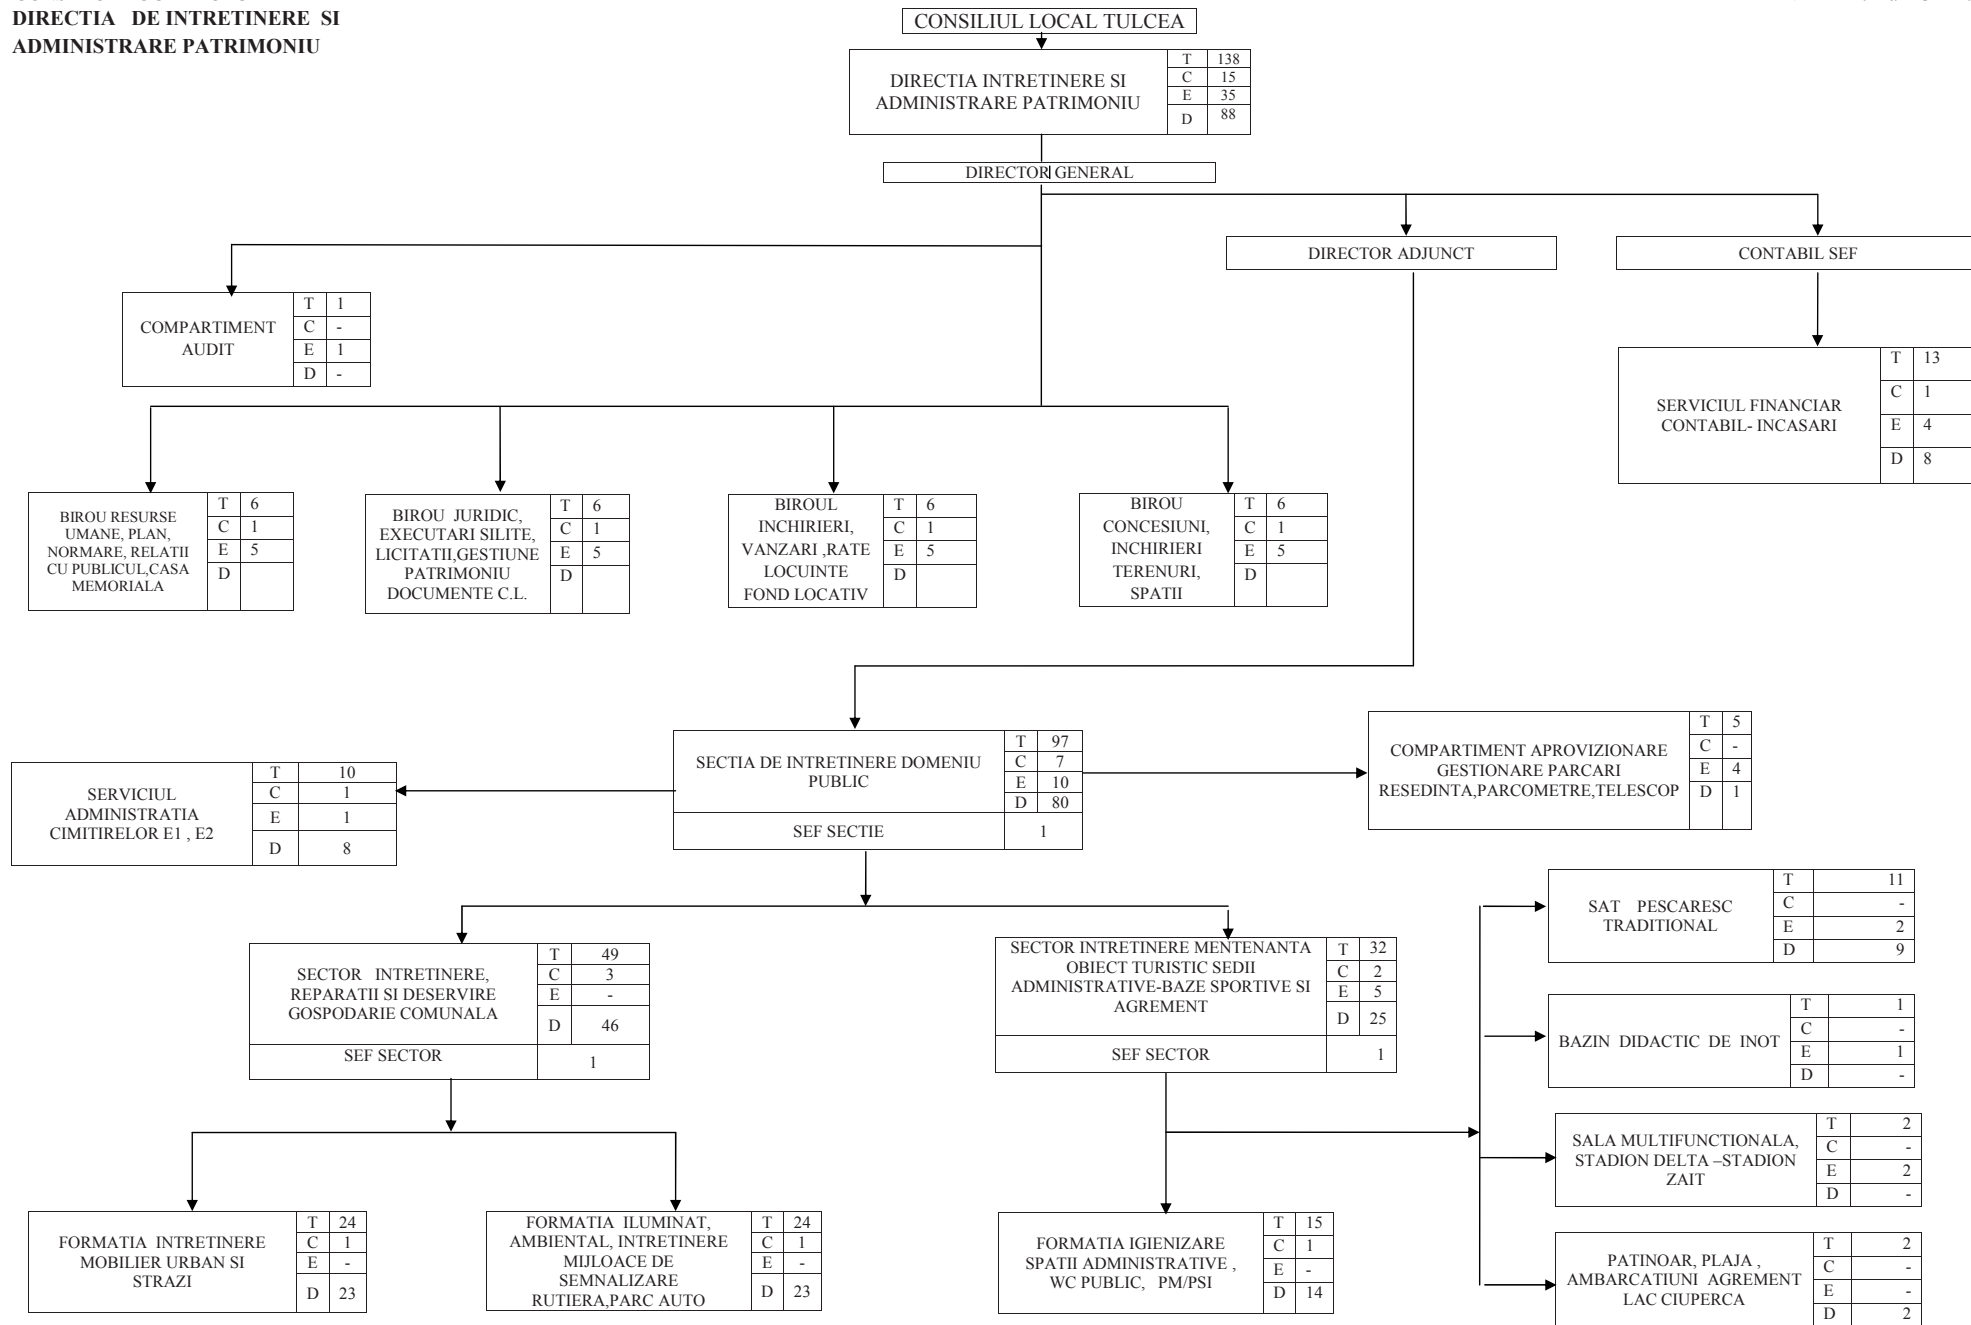 DIRECTIA DE INTRETINERE SI
ADMINISTRARE PATRIMONIU
CONSILIUL LOCAL TULCEA
DIRECTIA INTRETINERE SI
ADMINISTRARE PATRIMONIU
T 138
C 15
E 35
D 88
DIRECTOR GENERAL
DIRECTOR ADJUNCT
CONTABIL SEF
COMPARTIMENT
AUDIT
T 1
C -
E 1
D -
SERVICIUL FINANCIAR
CONTABIL- INCASARI
T 13
C 1
E 4
D 8
BIROU RESURSE
UMANE, PLAN,
NORMARE, RELATII
CU PUBLICUL,CASA
MEMORIALA
T 6
C 1
E 5
D
BIROU JURIDIC,
EXECUTARI SILITE,
LICITATII,GESTIUNE
PATRIMONIU
DOCUMENTE C.L.
T 6
C 1
E 5
D
BIROUL
INCHIRIERI,
VANZARI ,RATE
LOCUINTE
FOND LOCATIV
T 6
C 1
E 5
D
BIROU
CONCESIUNI,
INCHIRIERI
TERENURI,
SPATII
T 6
C 1
E 5
D
SERVICIUL
ADMINISTRATIA
CIMITIRELOR E1 , E2
T 10
C 1
E 1
D 8
SECTIA DE INTRETINERE DOMENIU
PUBLIC
T 97
C 7
E 10
D 80
SEF SECTIE 1
COMPARTIMENT APROVIZIONARE
GESTIONARE PARCARI
RESEDINTA,PARCOMETRE,TELESCOP
T 5
C -
E 4
D 1
SECTOR INTRETINERE,
REPARATII SI DESERVIRE
GOSPODARIE COMUNALA
T 49
C 3
E -
D 46
SEF SECTOR 1
SECTOR INTRETINERE MENTENANTA
OBIECT TURISTIC SEDII
ADMINISTRATIVE-BAZE SPORTIVE SI
AGREMENT
T 32
C 2
E 5
D 25
SEF SECTOR 1
SAT PESCARESC
TRADITIONAL
T 11
C -
E 2
D 9
BAZIN DIDACTIC DE INOT
T 1
C -
E 1
D -
SALA MULTIFUNCTIONALA,
STADION DELTA –STADION
ZAIT
T 2
C -
E 2
D -
PATINOAR, PLAJA ,
AMBARCATIUNI AGREMENT
LAC CIUPERCA
T 2
C -
E -
D 2
FORMATIA INTRETINERE
MOBILIER URBAN SI
STRAZI
T 24
C 1
E -
D 23
FORMATIA ILUMINAT,
AMBIENTAL, INTRETINERE
MIJLOACE DE
SEMNALIZARE
RUTIERA,PARC AUTO
T 24
C 1
E -
D 23
FORMATIA IGIENIZARE
SPATII ADMINISTRATIVE ,
WC PUBLIC, PM/PSI
T 15
C 1
E -
D 14